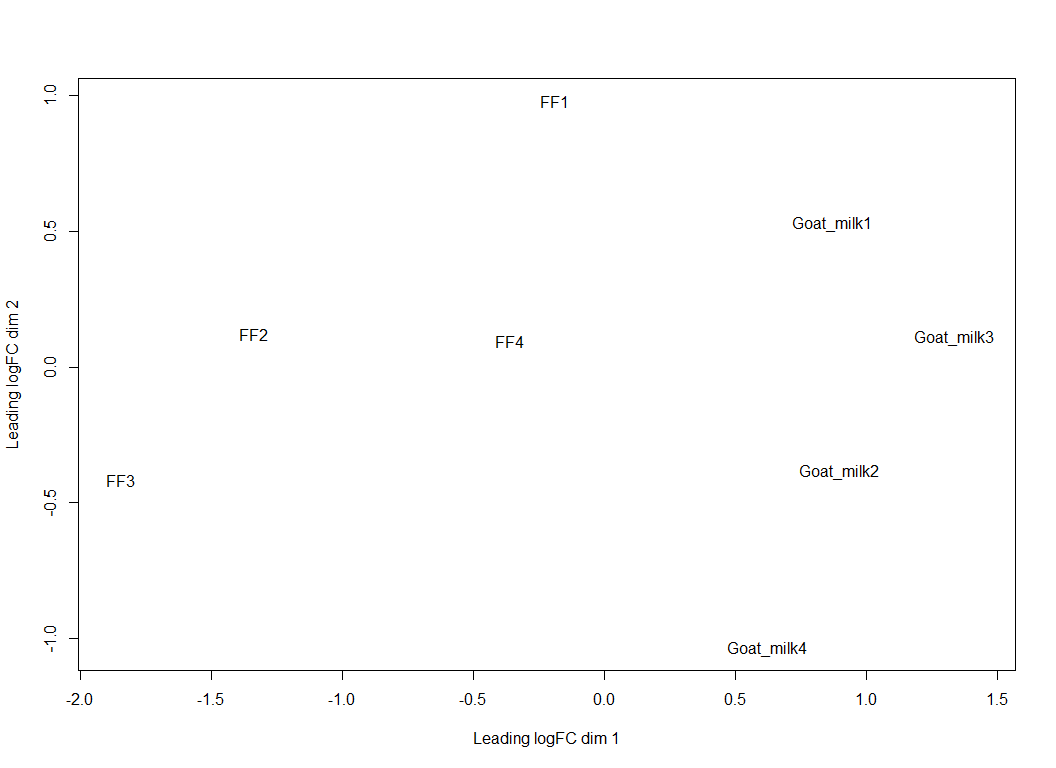 1.0
FF1
Goat_milk1
0.5
FF2
FF4
Goat_milk3
0.0
Leading logFC dim 2
Goat_milk2
FF3
-0.5
Goat_milk4
-1.0
-2.0 -1.5 -1.0 -0.5 0.0 0.5 1.0 1.5
Leading logFC dim 1